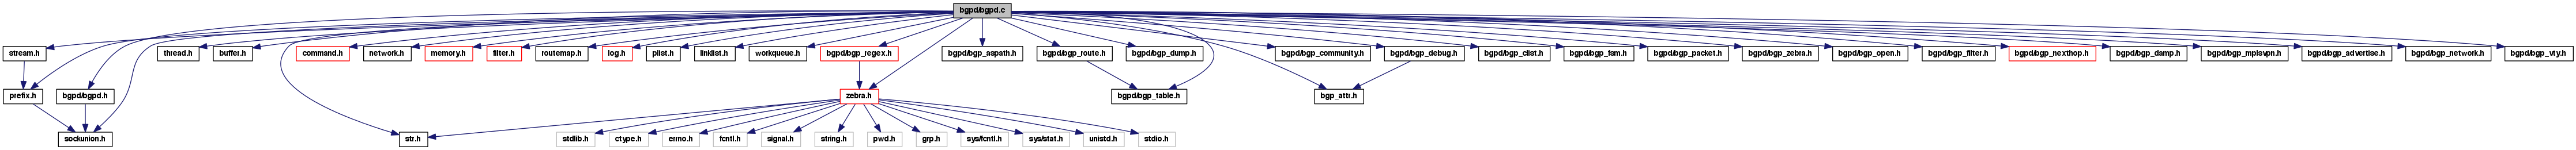 bgpd/bgpd.c
stream.h
thread.h
buffer.h
command.h
network.h
memory.h
filter.h
routemap.h
log.h
plist.h
linklist.h
workqueue.h
bgpd/bgp_regex.h
bgpd/bgp_aspath.h
bgpd/bgp_route.h
bgpd/bgp_dump.h
bgpd/bgp_community.h
bgpd/bgp_debug.h
bgpd/bgp_clist.h
bgpd/bgp_fsm.h
bgpd/bgp_packet.h
bgpd/bgp_zebra.h
bgpd/bgp_open.h
bgpd/bgp_filter.h
bgpd/bgp_nexthop.h
bgpd/bgp_damp.h
bgpd/bgp_mplsvpn.h
bgpd/bgp_advertise.h
bgpd/bgp_network.h
bgpd/bgp_vty.h
prefix.h
bgpd/bgpd.h
zebra.h
bgpd/bgp_table.h
bgp_attr.h
sockunion.h
str.h
stdlib.h
ctype.h
errno.h
fcntl.h
signal.h
string.h
pwd.h
grp.h
sys/fcntl.h
sys/stat.h
unistd.h
stdio.h